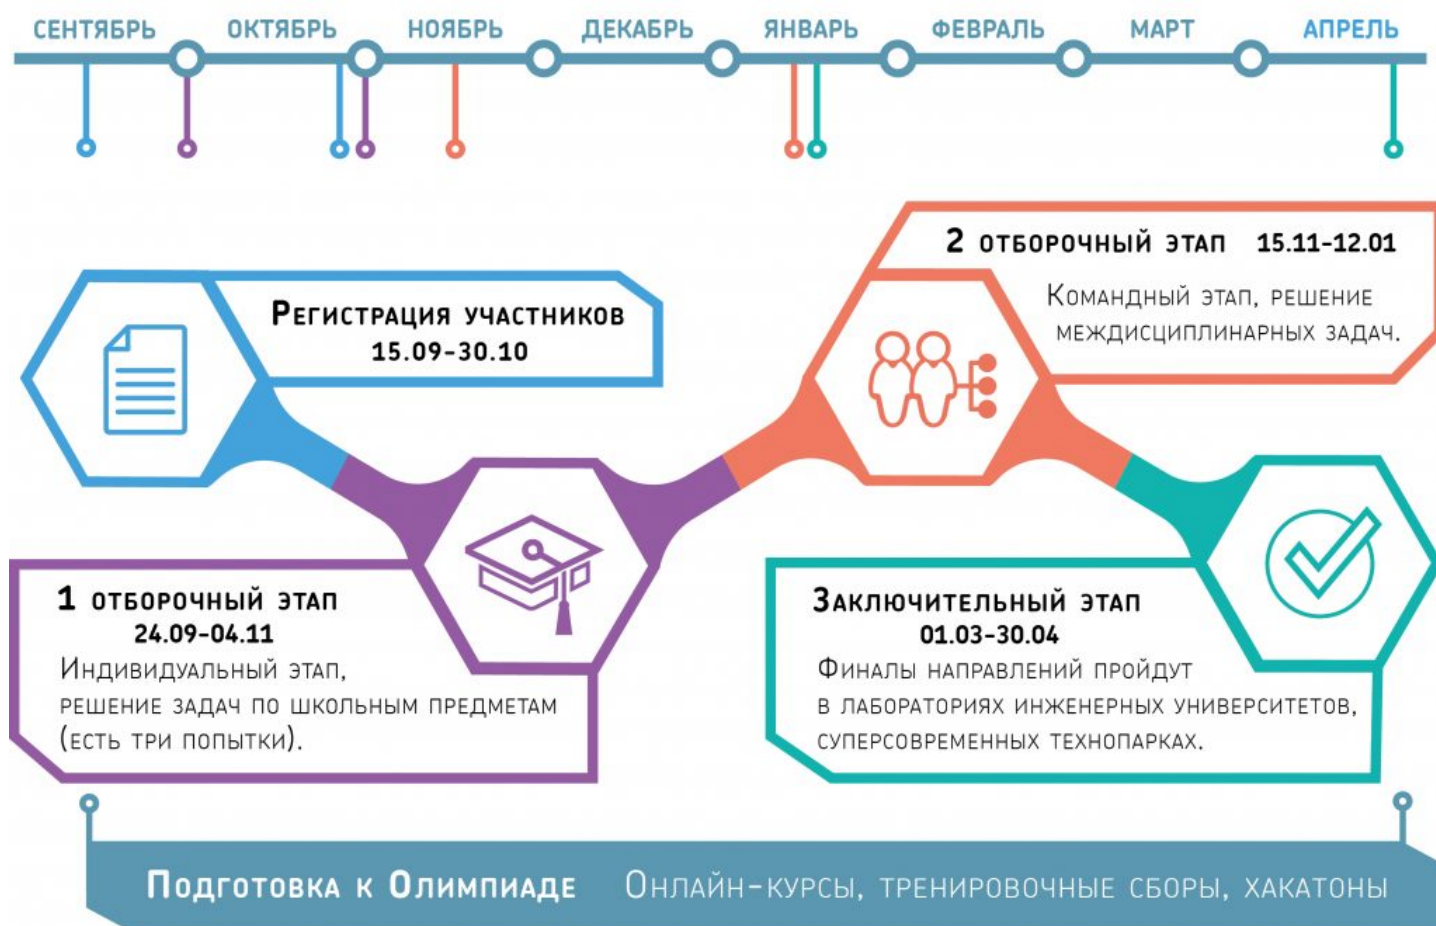 СЕНТЯБРЬ ОКТЯБРЬ НОЯБРЬ ДЕКАБРЬ ЯНВАРЬ ФЕВРАЛЬ МАРТ АПРЕЛЬ
РЕГИСТРАЦИЯ УЧАСТНИКОВ
15.09-30.10
1 ОТБОРОЧНЫЙ ЭТАП
24.09-04.11
ИНДИВИДУАЛЬНЫЙ ЭТАП,
РЕШЕНИЕ ЗАДАЧ ПО ШКОЛЬНЫМ ПРЕДМЕТАМ
(ЕСТЬ ТРИ ПОПЫТКИ).
2 ОТБОРОЧНЫЙ ЭТАП 15.11-12.01
КОМАНДНЫЙ ЭТАП, РЕШЕНИЕ
МЕЖДИСЦИПЛИНАРНЫХ ЗАДАЧ.
ЗАКЛЮЧИТЕЛЬНЫЙ ЭТАП
01.03-30.04
ФИНАЛЫ НАПРАВЛЕНИЙ ПРОЙДУТ
В ЛАБОРАТОРИЯХ ИНЖЕНЕРНЫХ УНИВЕРСИТЕТОВ,
СУПЕРСОВРЕМЕННЫХ ТЕХНОПАРКАХ.
ПОДГОТОВКА К ОЛИМПИАДЕ ОНЛАЙН-КУРСЫ, ТРЕНИРОВОЧНЫЕ СБОРЫ, ХАКАТОНЫ